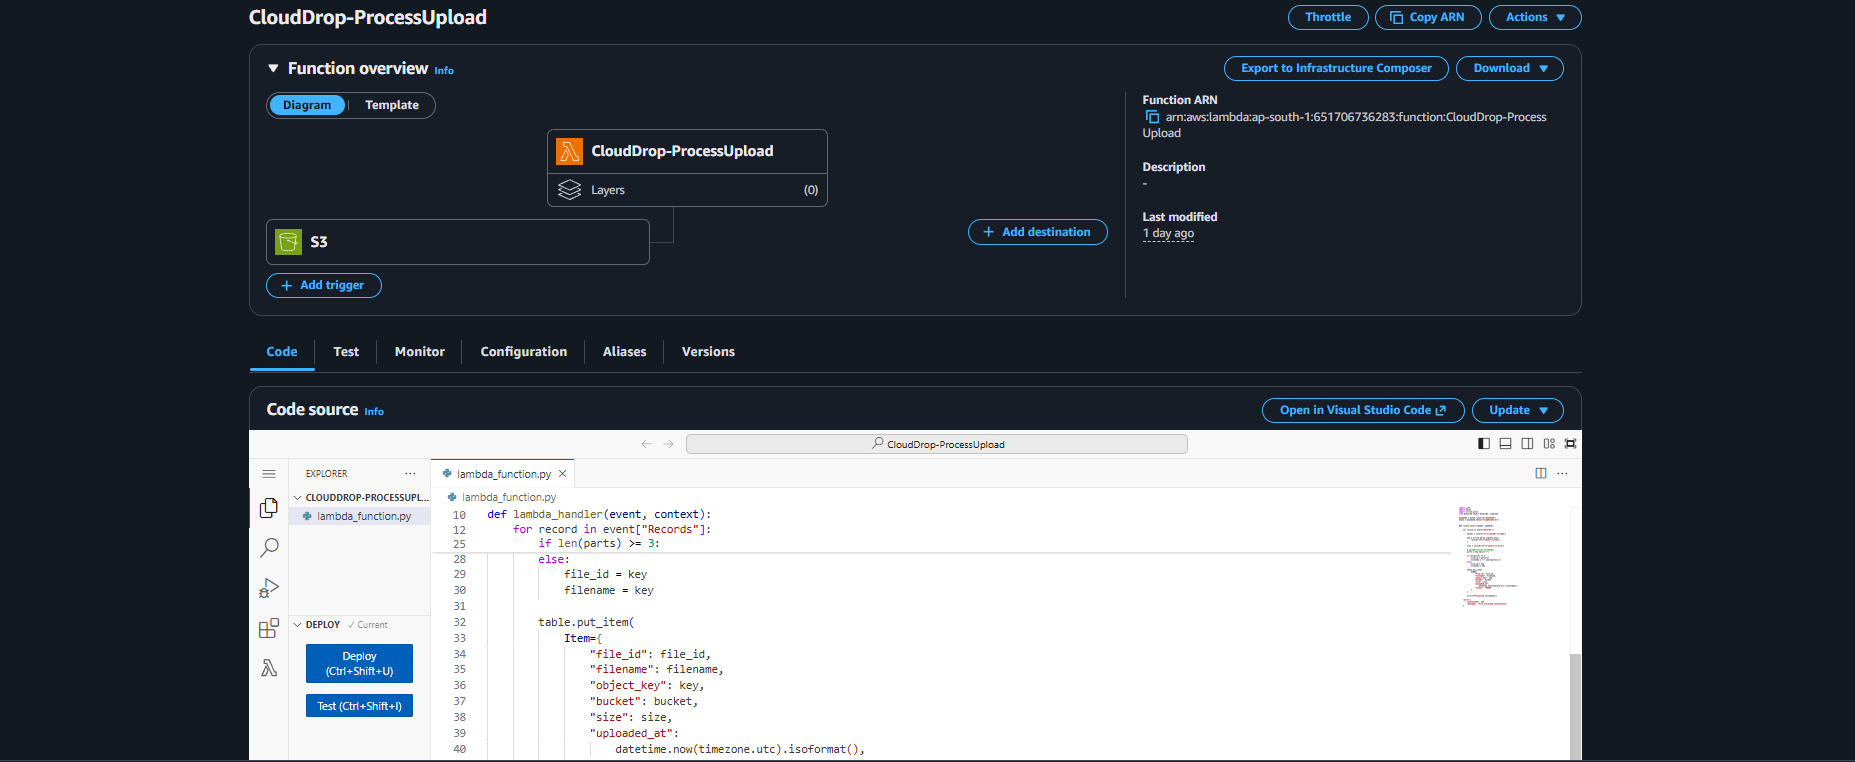 CloudDrop-ProcessUpload
Throttle
Copy ARN
Actions
Function overview Info
Export to Infrastructure Composer
Download
Diagram
Template
CloudDrop-ProcessUpload
Layers
(0)
S3
Add destination
Add trigger
Function ARN
arn:aws:lambda:ap-south-1:651706736283:function:CloudDrop-Process
Upload
Description
-
Last modified
1 day ago
Code
Test
Monitor
Configuration
Aliases
Versions
Code source Info
Open in Visual Studio Code
Update
CloudDrop-ProcessUpload
EXPLORER
CLOUDDROP-PROCESSUPL...
lambda_function.py
DEPLOY
Current
Deploy
(Ctrl+Shift+U)
Test (Ctrl+Shift+I)
lambda_function.py
lambda_function.py
10 def lambda_handler(event, context):
12 for record in event["Records"]:
25 if len(parts) >= 3:
28 else:
29 file_id = key
30 filename = key
31
32 table.put_item(
33 Item={
34 "file_id": file_id,
35 "filename": filename,
36 "object_key": key,
37 "bucket": bucket,
38 "size": size,
39 "uploaded_at":
40 datetime.now(timezone.utc).isoformat(),